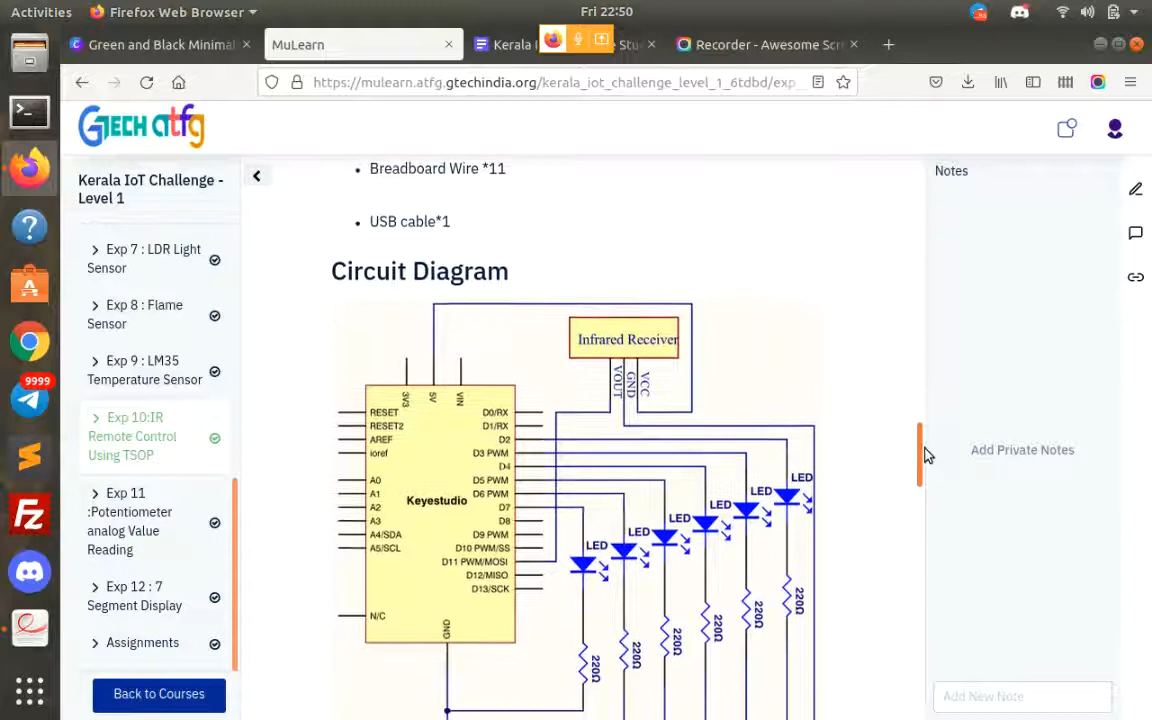 Activities
Firefox Web Browser
Fri 22:50
Green and Black Minimal
MuLearn
Kerala I
Stu
Recorder - Awesome Scr
https://mulearn.atfg.gtechindia.org/kerala_iot_challenge_level_1_6tdbd/exp
GTECH atfg
Kerala IoT Challenge -
Level 1
Exp 7 : LDR Light
Sensor
Exp 8 : Flame
Sensor
Exp 9 : LM35
Temperature Sensor
Exp 10:IR
Remote Control
Using TSOP
Exp 11
:Potentiometer
analog Value
Reading
Exp 12 : 7
Segment Display
Assignments
Back to Courses
9999
• Breadboard Wire *11
• USB cable*1
Circuit Diagram
Infrared Receiver
VOUT
GND
VCC
3V3
5V
VIN
RESET
RESET2
AREF
ioref
A0
A1
A2
A3
A4/SDA
A5/SCL
N/C
Keyestudio
GND
D0/RX
D1/RX
D2
D3 PWM
D4
D5 PWM
D6 PWM
D7
D8
D9 PWM
D10 PWM/SS
D11 PWM/MOSI
D12/MISO
D13/SCK
LED
LED
LED
LED
LED
LED
220Ω
220Ω
220Ω
220Ω
220Ω
220Ω
Notes
Add Private Notes
Add New Note